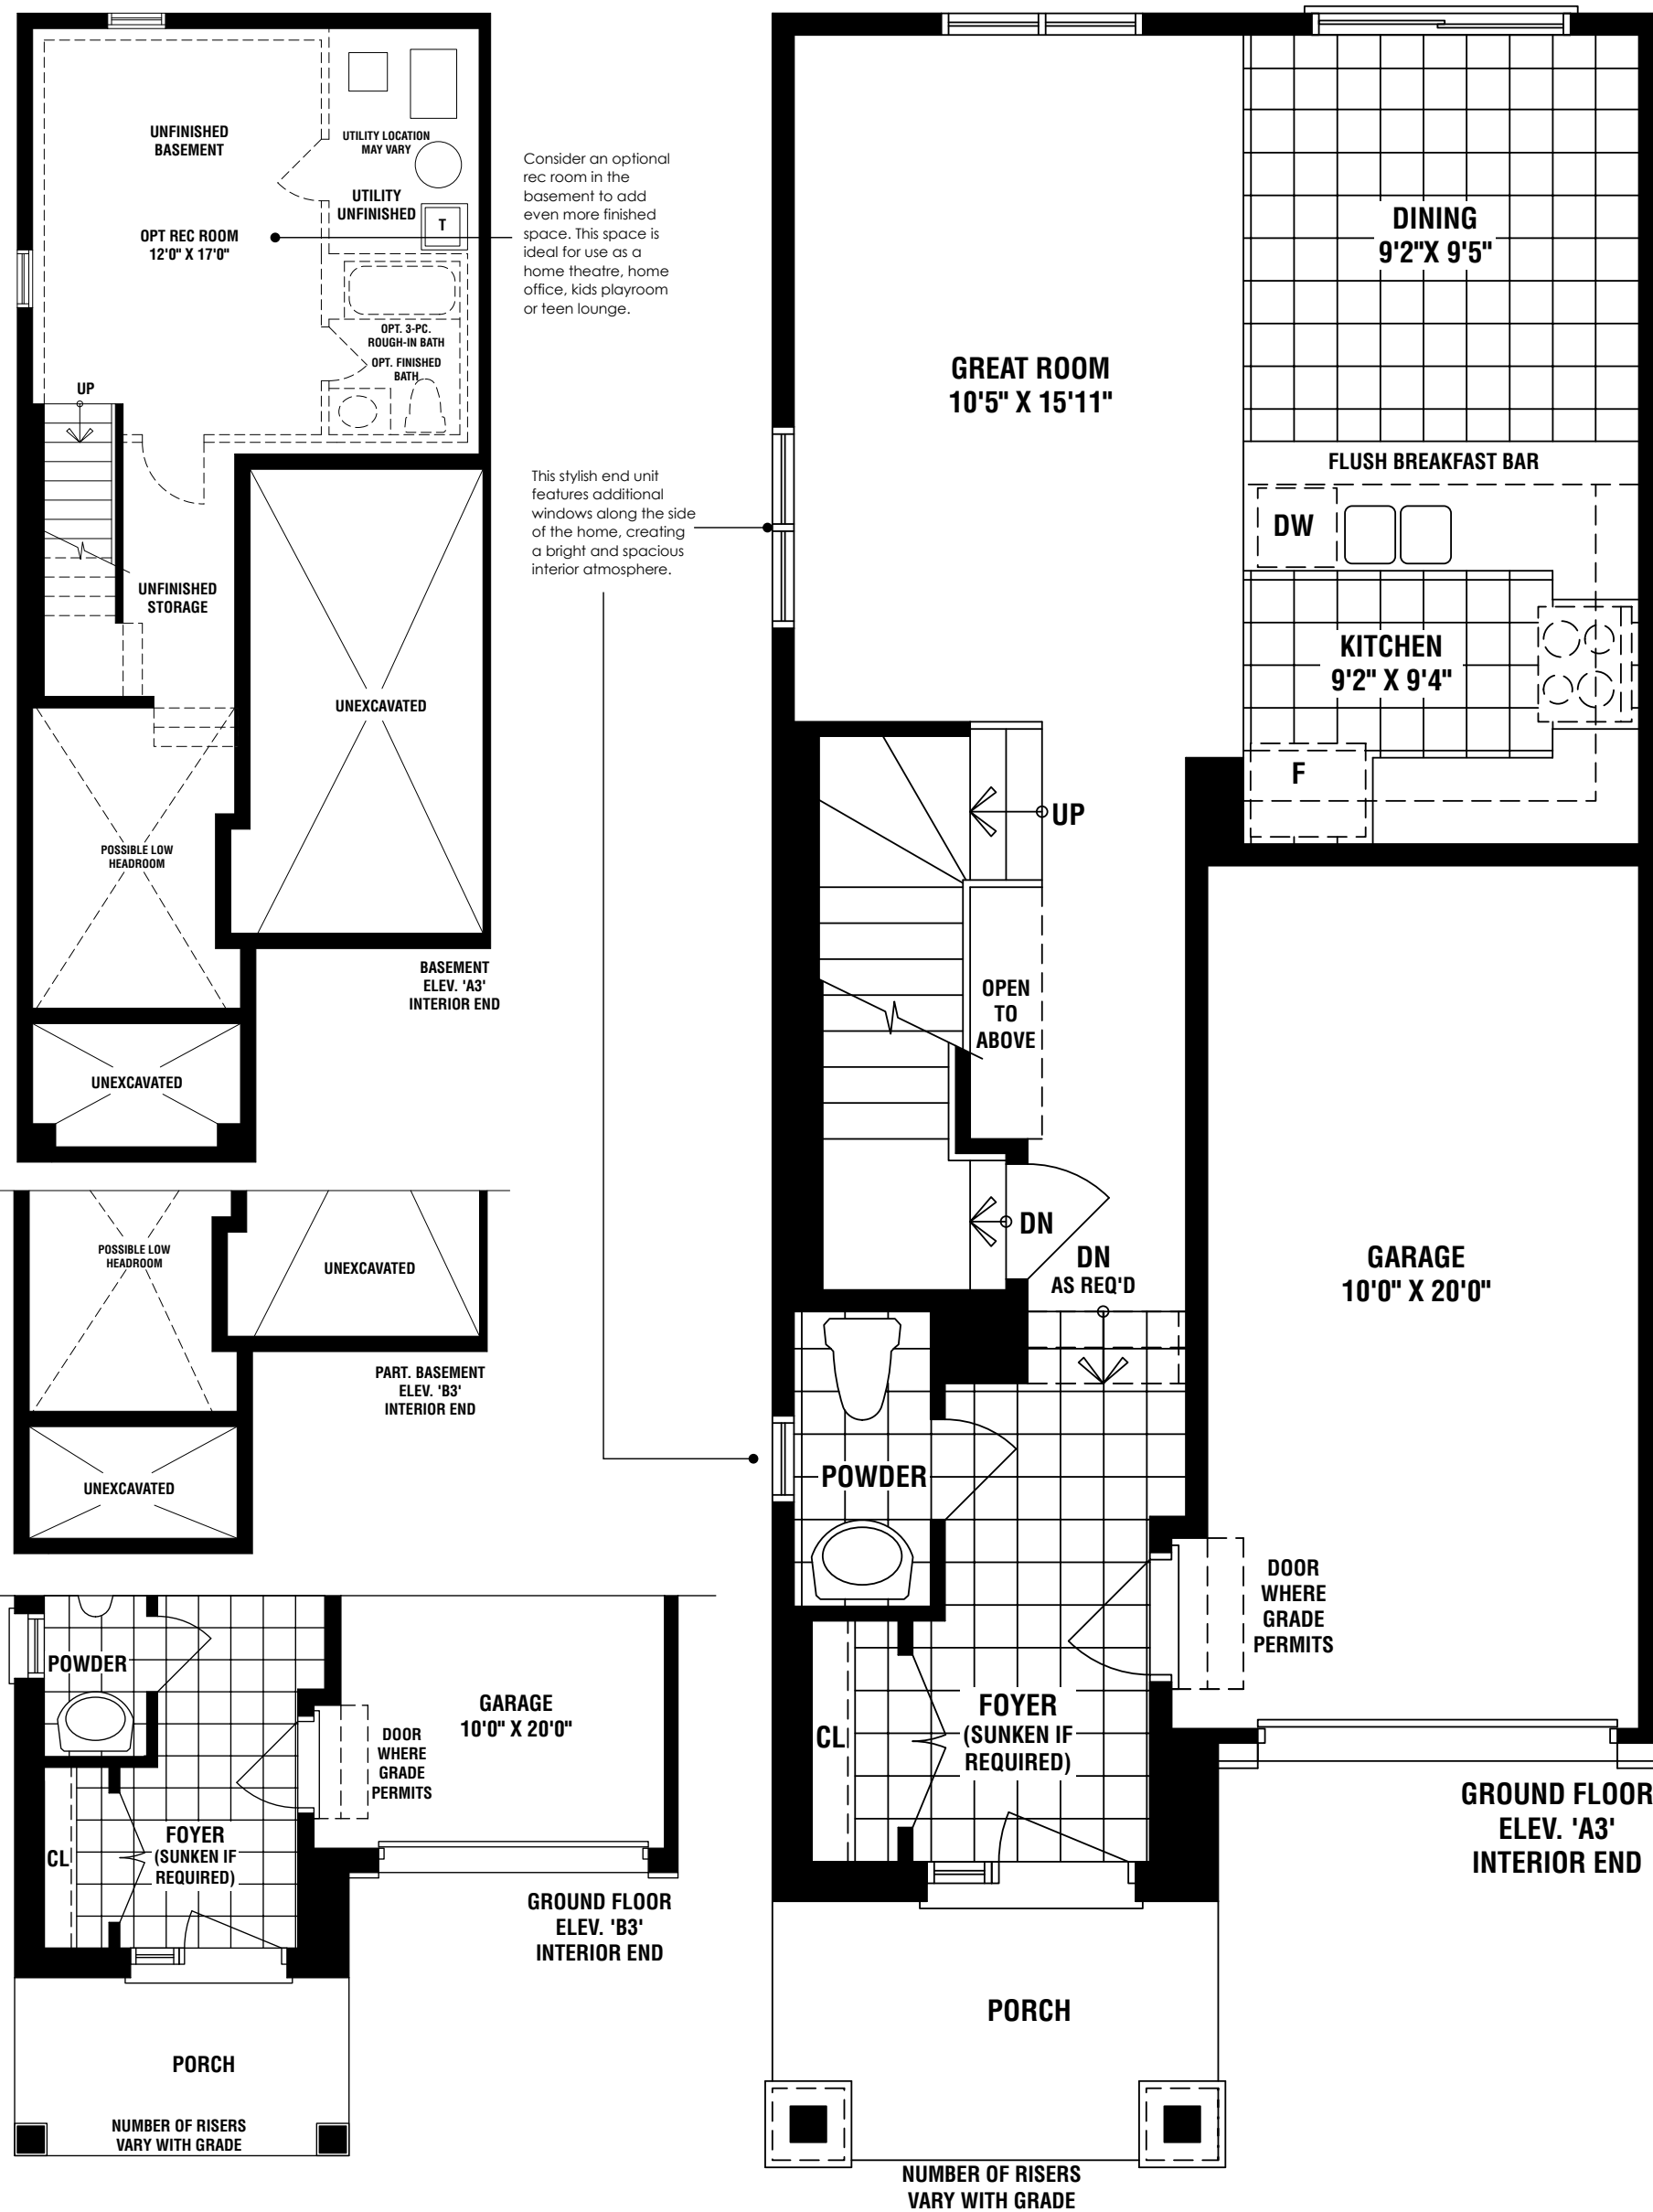 UNFINISHED
BASEMENT
UTILITY LOCATION
MAY VARY
UTILITY
UNFINISHED
T
OPT REC ROOM
12'0" X 17'0"
OPT. 3-PC.
ROUGH-IN BATH
OPT. FINISHED
BATH
UP
UNFINISHED
STORAGE
UNEXCAVATED
POSSIBLE LOW
HEADROOM
UNEXCAVATED
BASEMENT
ELEV. 'A3'
INTERIOR END
Consider an optional
rec room in the
basement to add
even more finished
space. This space is
ideal for use as a
home theatre, home
office, kids playroom
or teen lounge.
This stylish end unit
features additional
windows along the side
of the home, creating
a bright and spacious
interior atmosphere.
POSSIBLE LOW
HEADROOM
UNEXCAVATED
UNEXCAVATED
PART. BASEMENT
ELEV. 'B3'
INTERIOR END
POWDER
GARAGE
10'0" X 20'0"
DOOR
WHERE
GRADE
PERMITS
CL
FOYER
(SUNKEN IF
REQUIRED)
GROUND FLOOR
ELEV. 'B3'
INTERIOR END
PORCH
NUMBER OF RISERS
VARY WITH GRADE
DINING
9'2"X 9'5"
GREAT ROOM
10'5" X 15'11"
FLUSH BREAKFAST BAR
DW
KITCHEN
9'2" X 9'4"
F
UP
OPEN
TO
ABOVE
DN
DN
AS REQ'D
GARAGE
10'0" X 20'0"
POWDER
DOOR
WHERE
GRADE
PERMITS
CL
FOYER
(SUNKEN IF
REQUIRED)
GROUND FLOOR
ELEV. 'A3'
INTERIOR END
PORCH
NUMBER OF RISERS
VARY WITH GRADE